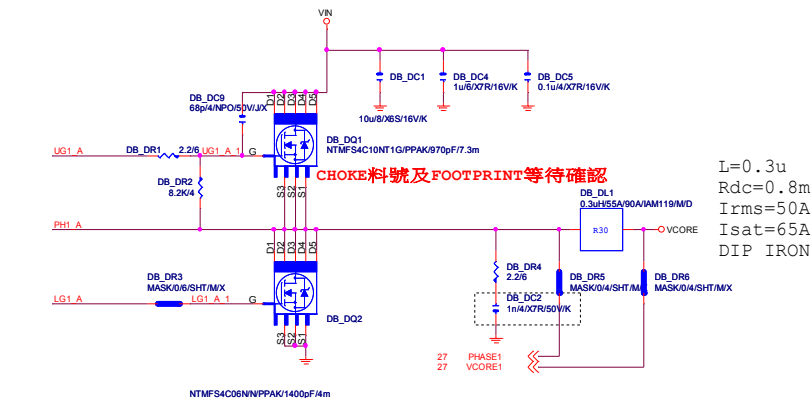 VIN
DB_DC1
10u/8/X6S/16V/K
DB_DC4
1u/6/X7R/16V/K
DB_DC5
0.1u/4/X7R/16V/K
DB_DC9
68p/4/NPO/50V/J/X
D1
D2
D3
D4
D5
DB_DQ1
NTMFS4C10NT1G/PPAK/970pF/7.3m
UG1_A
DB_DR1
2.2/6
UG1_A_1
G
DB_DR2
8.2K/4
S3
S2
S1
CHOKE料號及FOOTPRINT等待確認
DB_DL1
0.3uH/55A/90A/IAM119/M/D
R30
VCORE
L=0.3u
Rdc=0.8m
Irms=50A
Isat=65A
DIP IRON
PH1_A
D1
D2
D3
D4
D5
DB_DR3
MASK/0/6/SHT/M/X
LG1_A
LG1_A_1
G
DB_DQ2
S3
S2
S1
NTMFS4C06N/N/PPAK/1400pF/4m
DB_DR4
2.2/6
DB_DC2
1n/4/X7R/50V/K
DB_DR5
MASK/0/4/SHT/M/X
DB_DR6
MASK/0/4/SHT/M/X
27 PHASE1
27 VCORE1